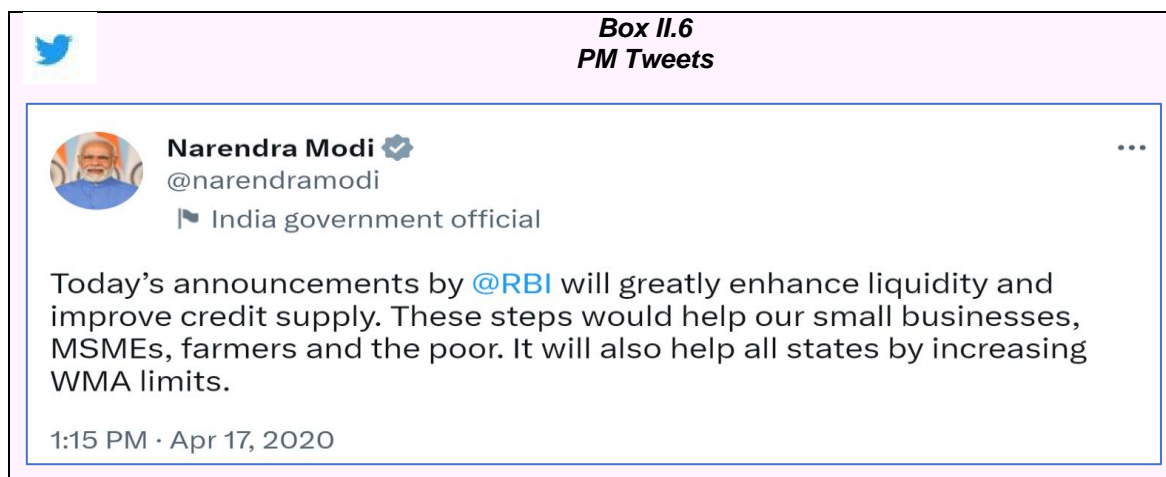 Box II.6
PM Tweets
Narendra Modi
@narendramodi
India government official
Today’s announcements by @RBI will greatly enhance liquidity and
improve credit supply. These steps would help our small businesses,
MSMEs, farmers and the poor. It will also help all states by increasing
WMA limits.
1:15 PM · Apr 17, 2020